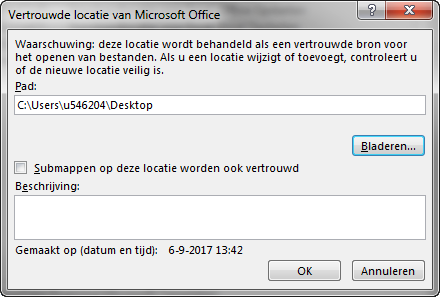 Vertrouwde locatie van Microsoft Office
Waarschuwing: deze locatie wordt behandeld als een vertrouwde bron voor
het openen van bestanden. Als u een locatie wijzigt of toevoegt, controleert u
of de nieuwe locatie veilig is.
Pad:
C:\Users\u546204\Desktop
Bladeren...
Submappen op deze locatie worden ook vertrouwd
Beschrijving:
Gemaakt op (datum en tijd): 6-9-2017 13:42
OK Annuleren